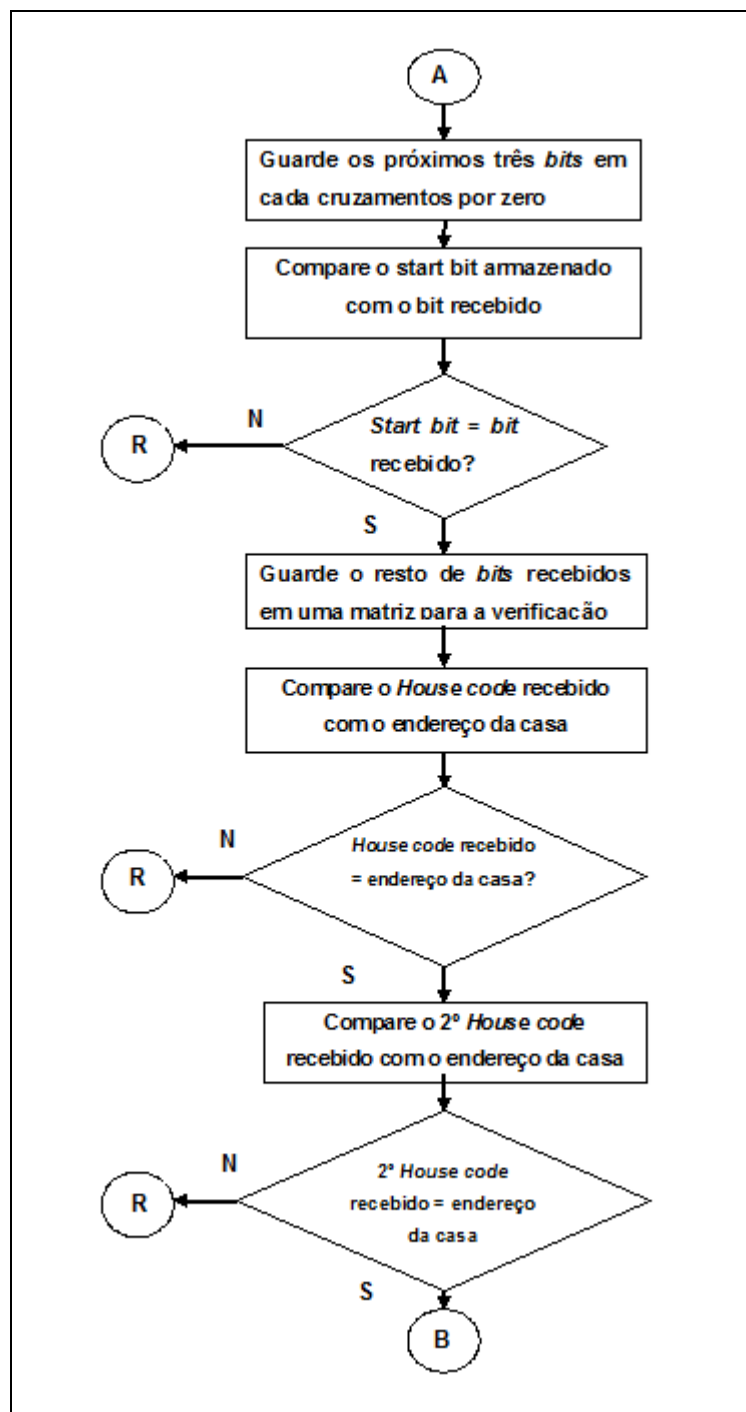 A
Guarde os próximos três bits em
cada cruzamentos por zero
Compare o start bit armazenado
com o bit recebido
N
Start bit = bit
recebido?
R
S
Guarde o resto de bits recebidos
em uma matriz para a verificação
Compare o House code recebido
com o endereço da casa
N
House code recebido
= endereço da casa?
R
S
Compare o 2º House code
recebido com o endereço da casa
N
2º House code
recebido = endereço
da casa
R
S
B